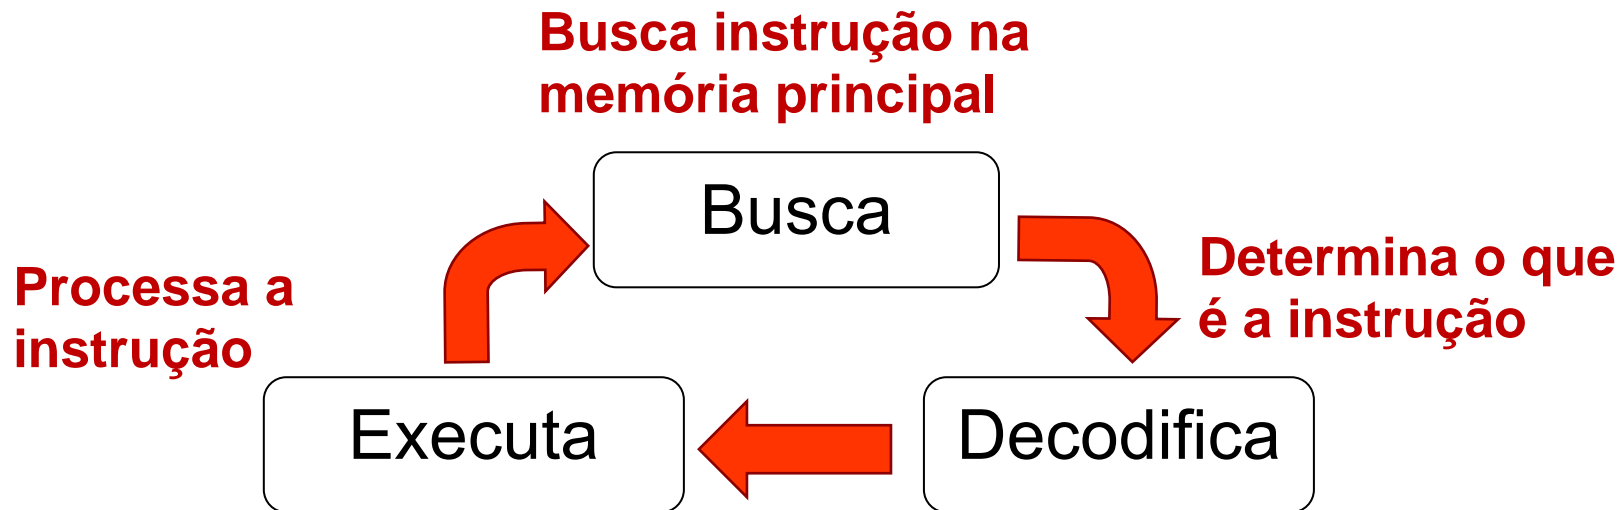 Busca instrução na
memória principal
Busca
Determina o que
é a instrução
Processa a
instrução
Executa
Decodifica